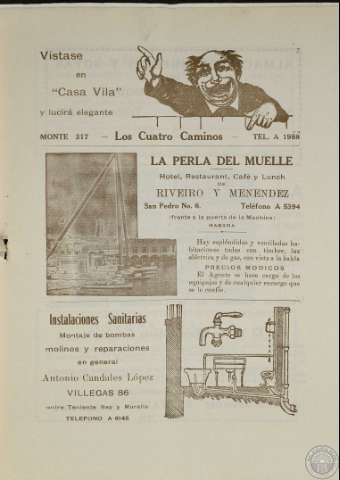 Vístase
en
"Casa Vila"
y lucirá elegante
MONTE 217 — Los Cuatro Caminos — TEL. A 1988
LA PERLA DEL MUELLE
Hotel, Restaurant, Café y Lunch
DE
RIVEIRO Y MENENDEZ
San Pedro No. 6. Teléfono A 5394
(frente a la puerta de la Machina)
HABANA
Hay espléndidas y ventiladas ha-
bitaciones todas con timbre, luz
eléctrica y de gas, con vista a la bahía
PRECIOS MODICOS
El Agente se hace cargo de los
equipajes y de cualquier encargo que
se le confíe.
Instalaciones Sanitarias
Montaje de bombas
molinos y reparaciones
en general
Antonio Candales López
VILLEGAS 86
entre Teniente Rey y Muralla
TELEFONO A 6145